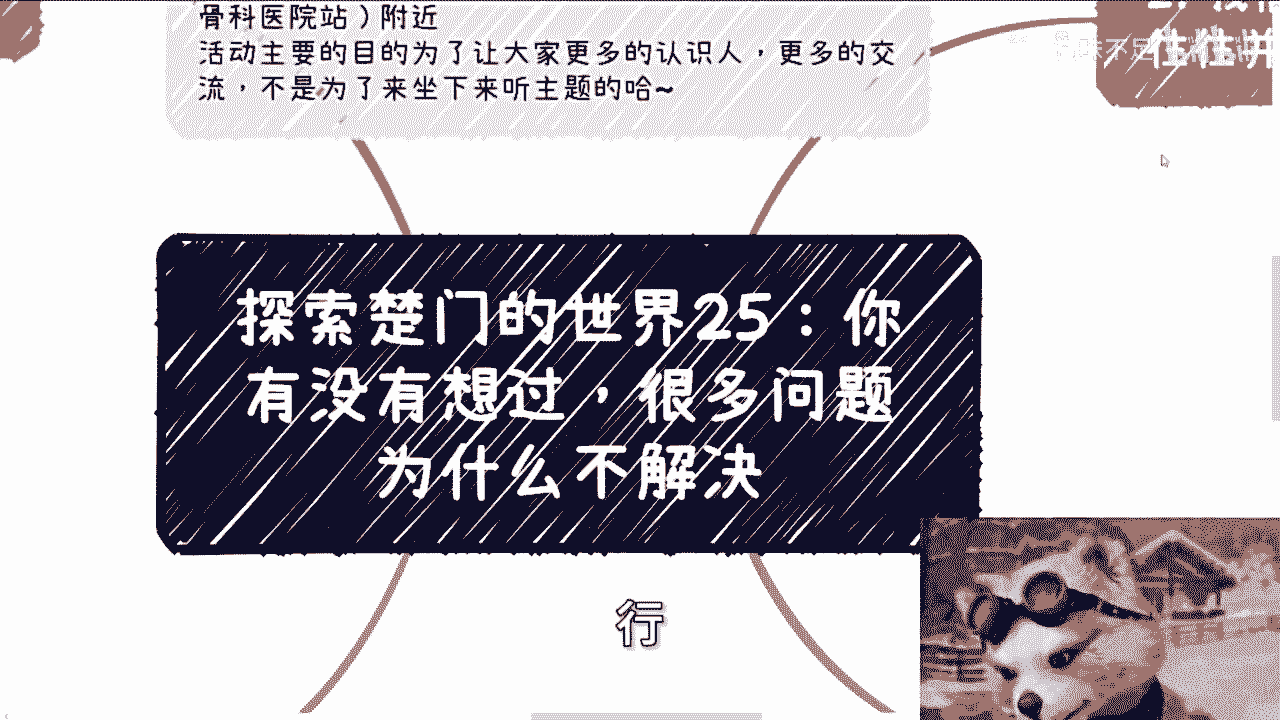 骨科医院站）附近
活动主要的目的为了让大家更多的认识人，更多的交
流，不是为了来坐下来听主题的哈~
往往并
探索楚门的世界25：你
有没有想过，很多问题
为什么不解决
行